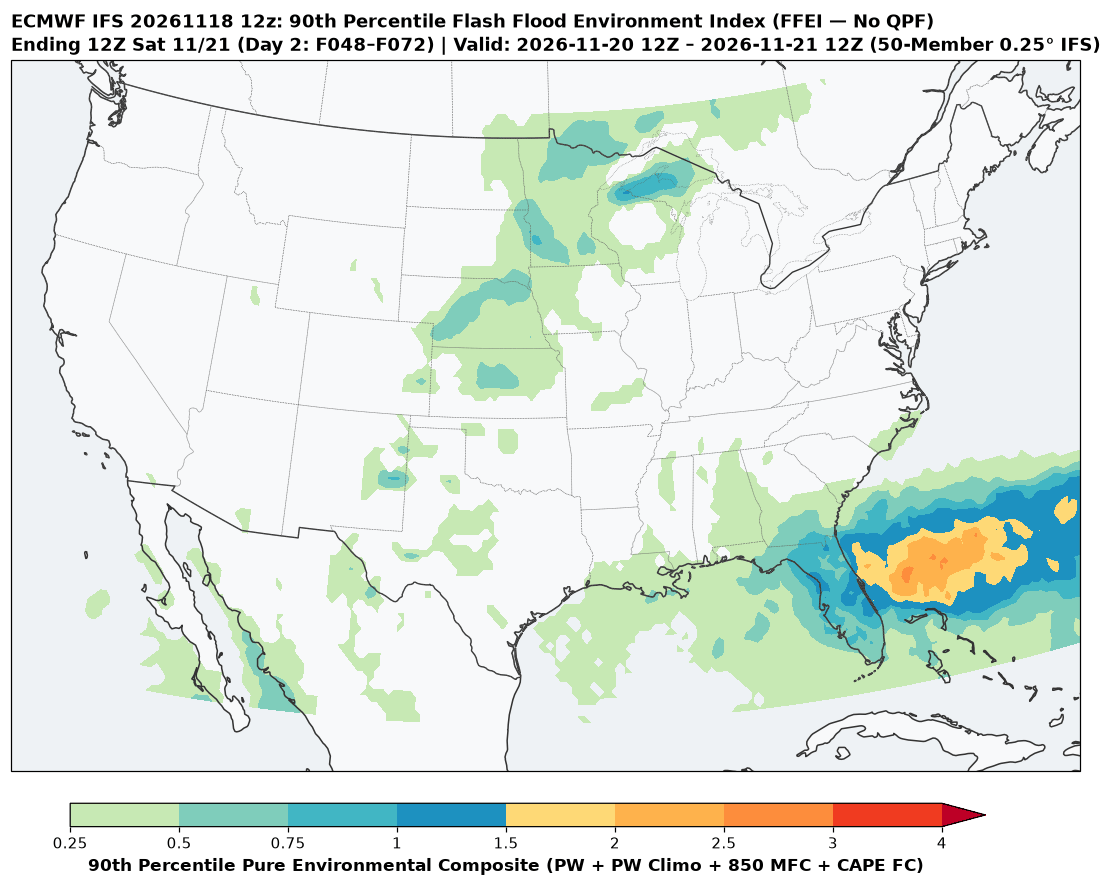 ECMWF IFS 20261118 12z: 90th Percentile Flash Flood Environment Index (FFEI — No QPF)
Ending 12Z Sat 11/21 (Day 2: F048–F072) | Valid: 2026-11-20 12Z – 2026-11-21 12Z (50-Member 0.25° IFS)
0.25 0.5 0.75 1 1.5 2 2.5 3 4
90th Percentile Pure Environmental Composite (PW + PW Climo + 850 MFC + CAPE FC)